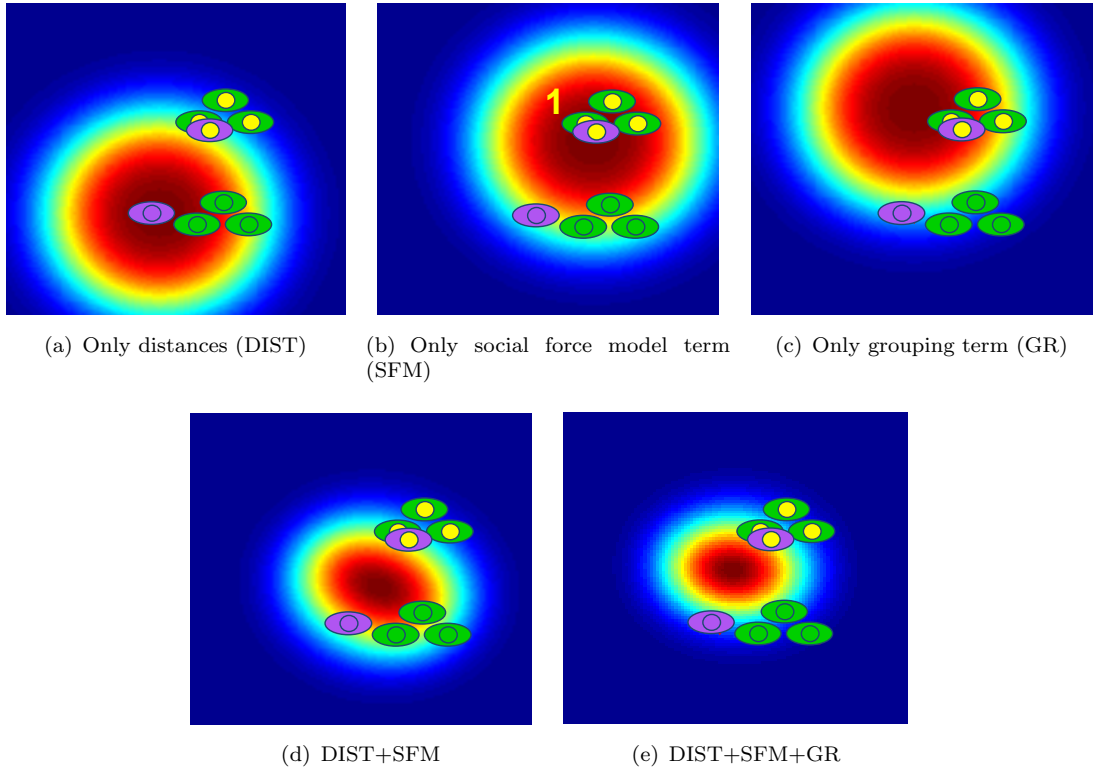 1
(a) Only distances (DIST)
(b) Only social force model term
(SFM)
(c) Only grouping term (GR)
(d) DIST+SFM
(e) DIST+SFM+GR